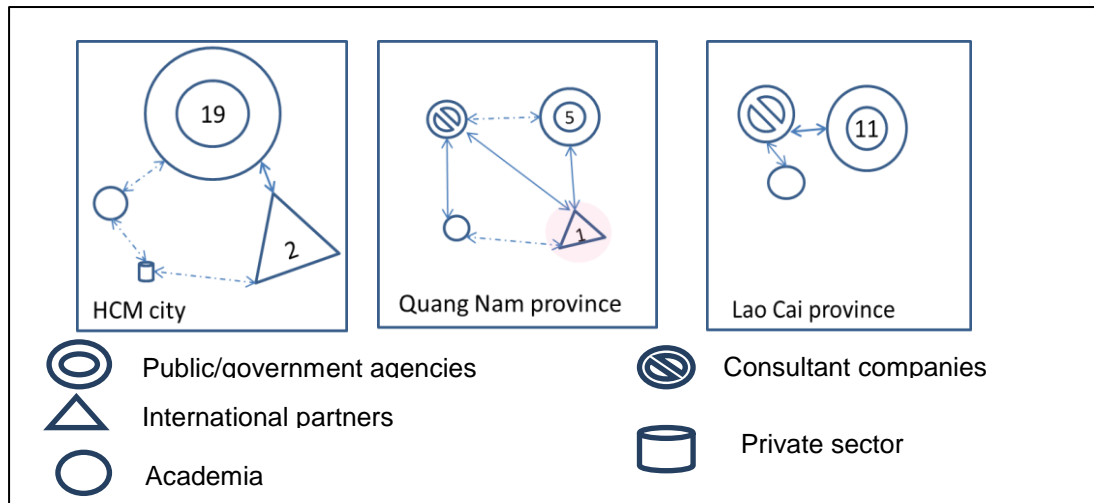 19
2
HCM city
5
1
Quang Nam province
11
Lao Cai province
Public/government agencies
International partners
Academia
Consultant companies
Private sector